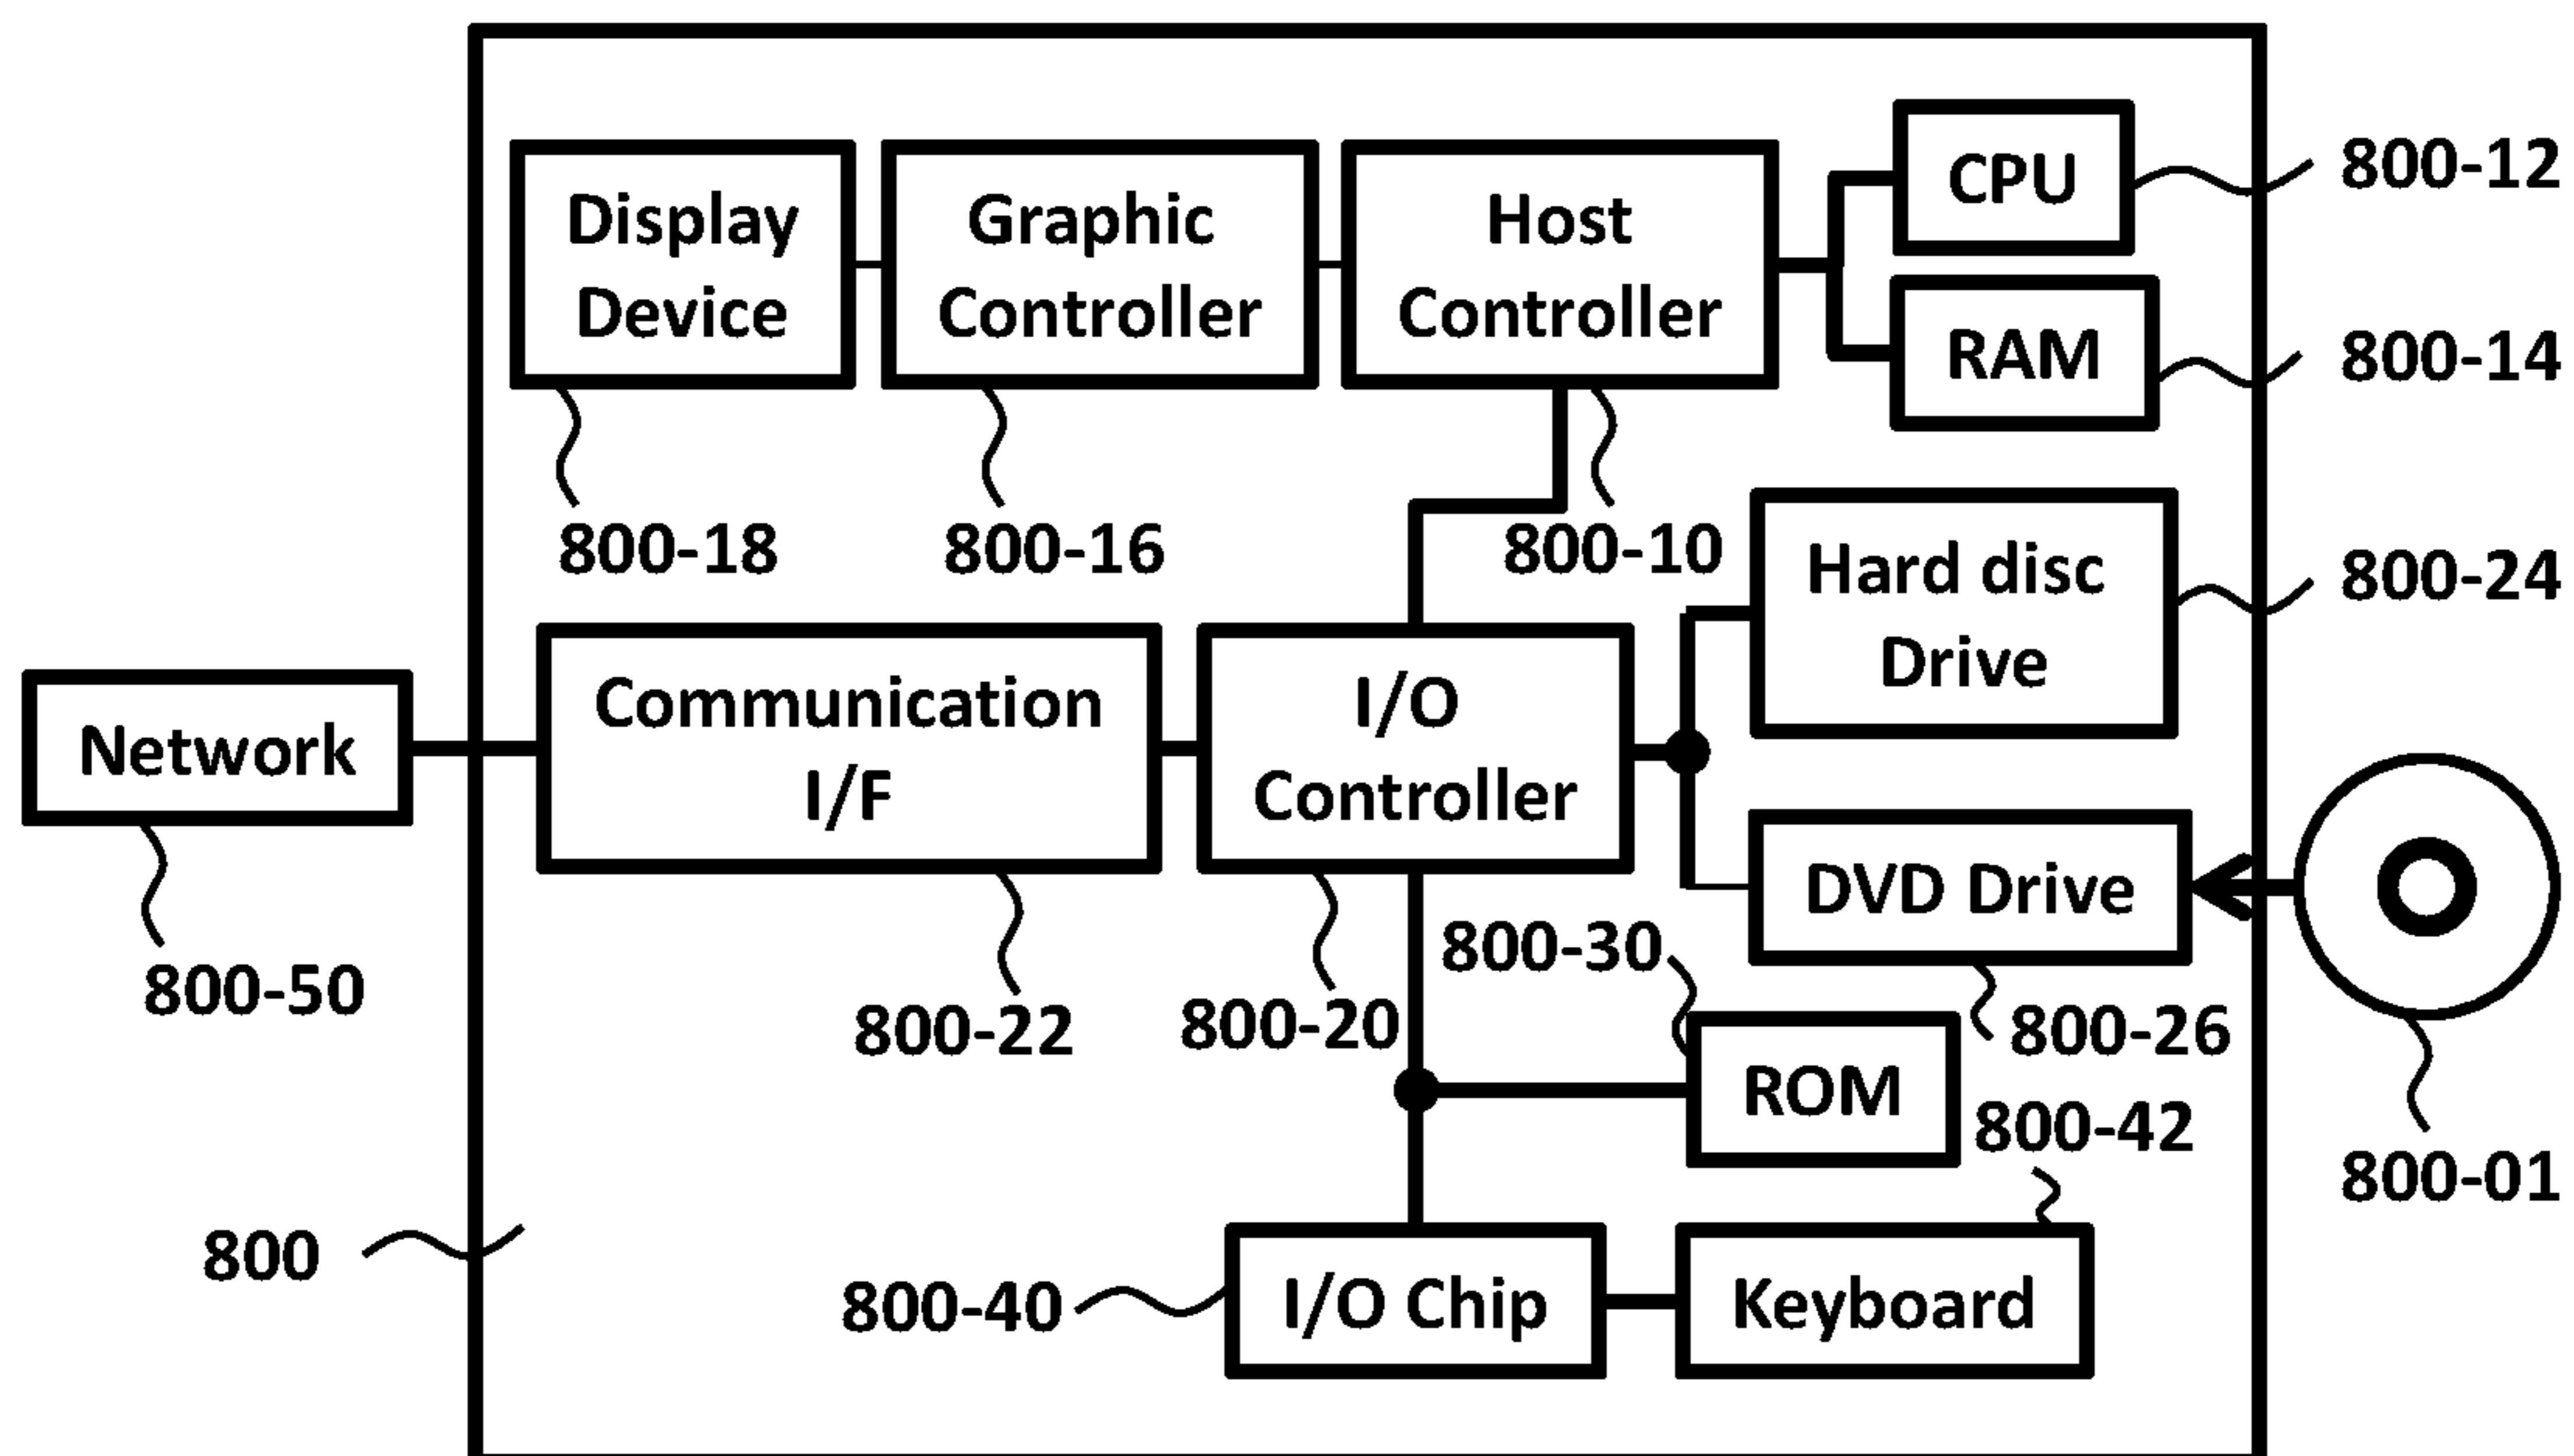 CPU
800-12
Display
Device
Graphic
Controller
Host
Controller
RAM
800-14
800-18
800-16
800-10
Hard disc
Drive
800-24
Network
Communication
I/F
I/O
Controller
DVD Drive
800-30
800-50
800-22
800-20
800-26
ROM
800-42
800-01
800
800-40
I/O Chip
Keyboard